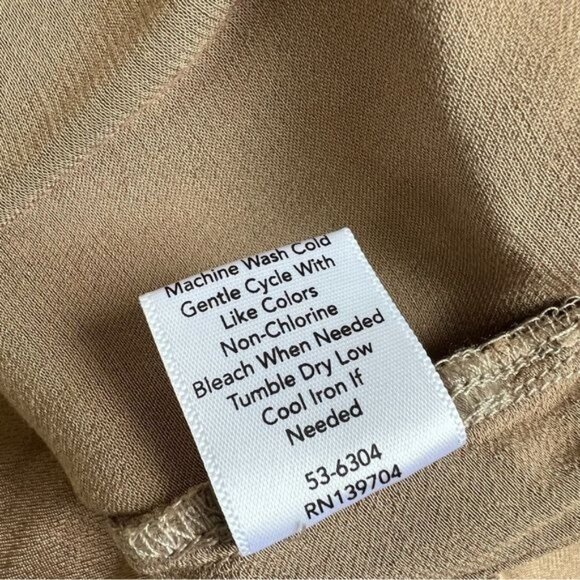 Machine Wash Cold
Gentle Cycle With
Like Colors
Non-Chlorine
Bleach When Needed
Tumble Dry Low
Cool Iron If
Needed
53-6304
RN139704